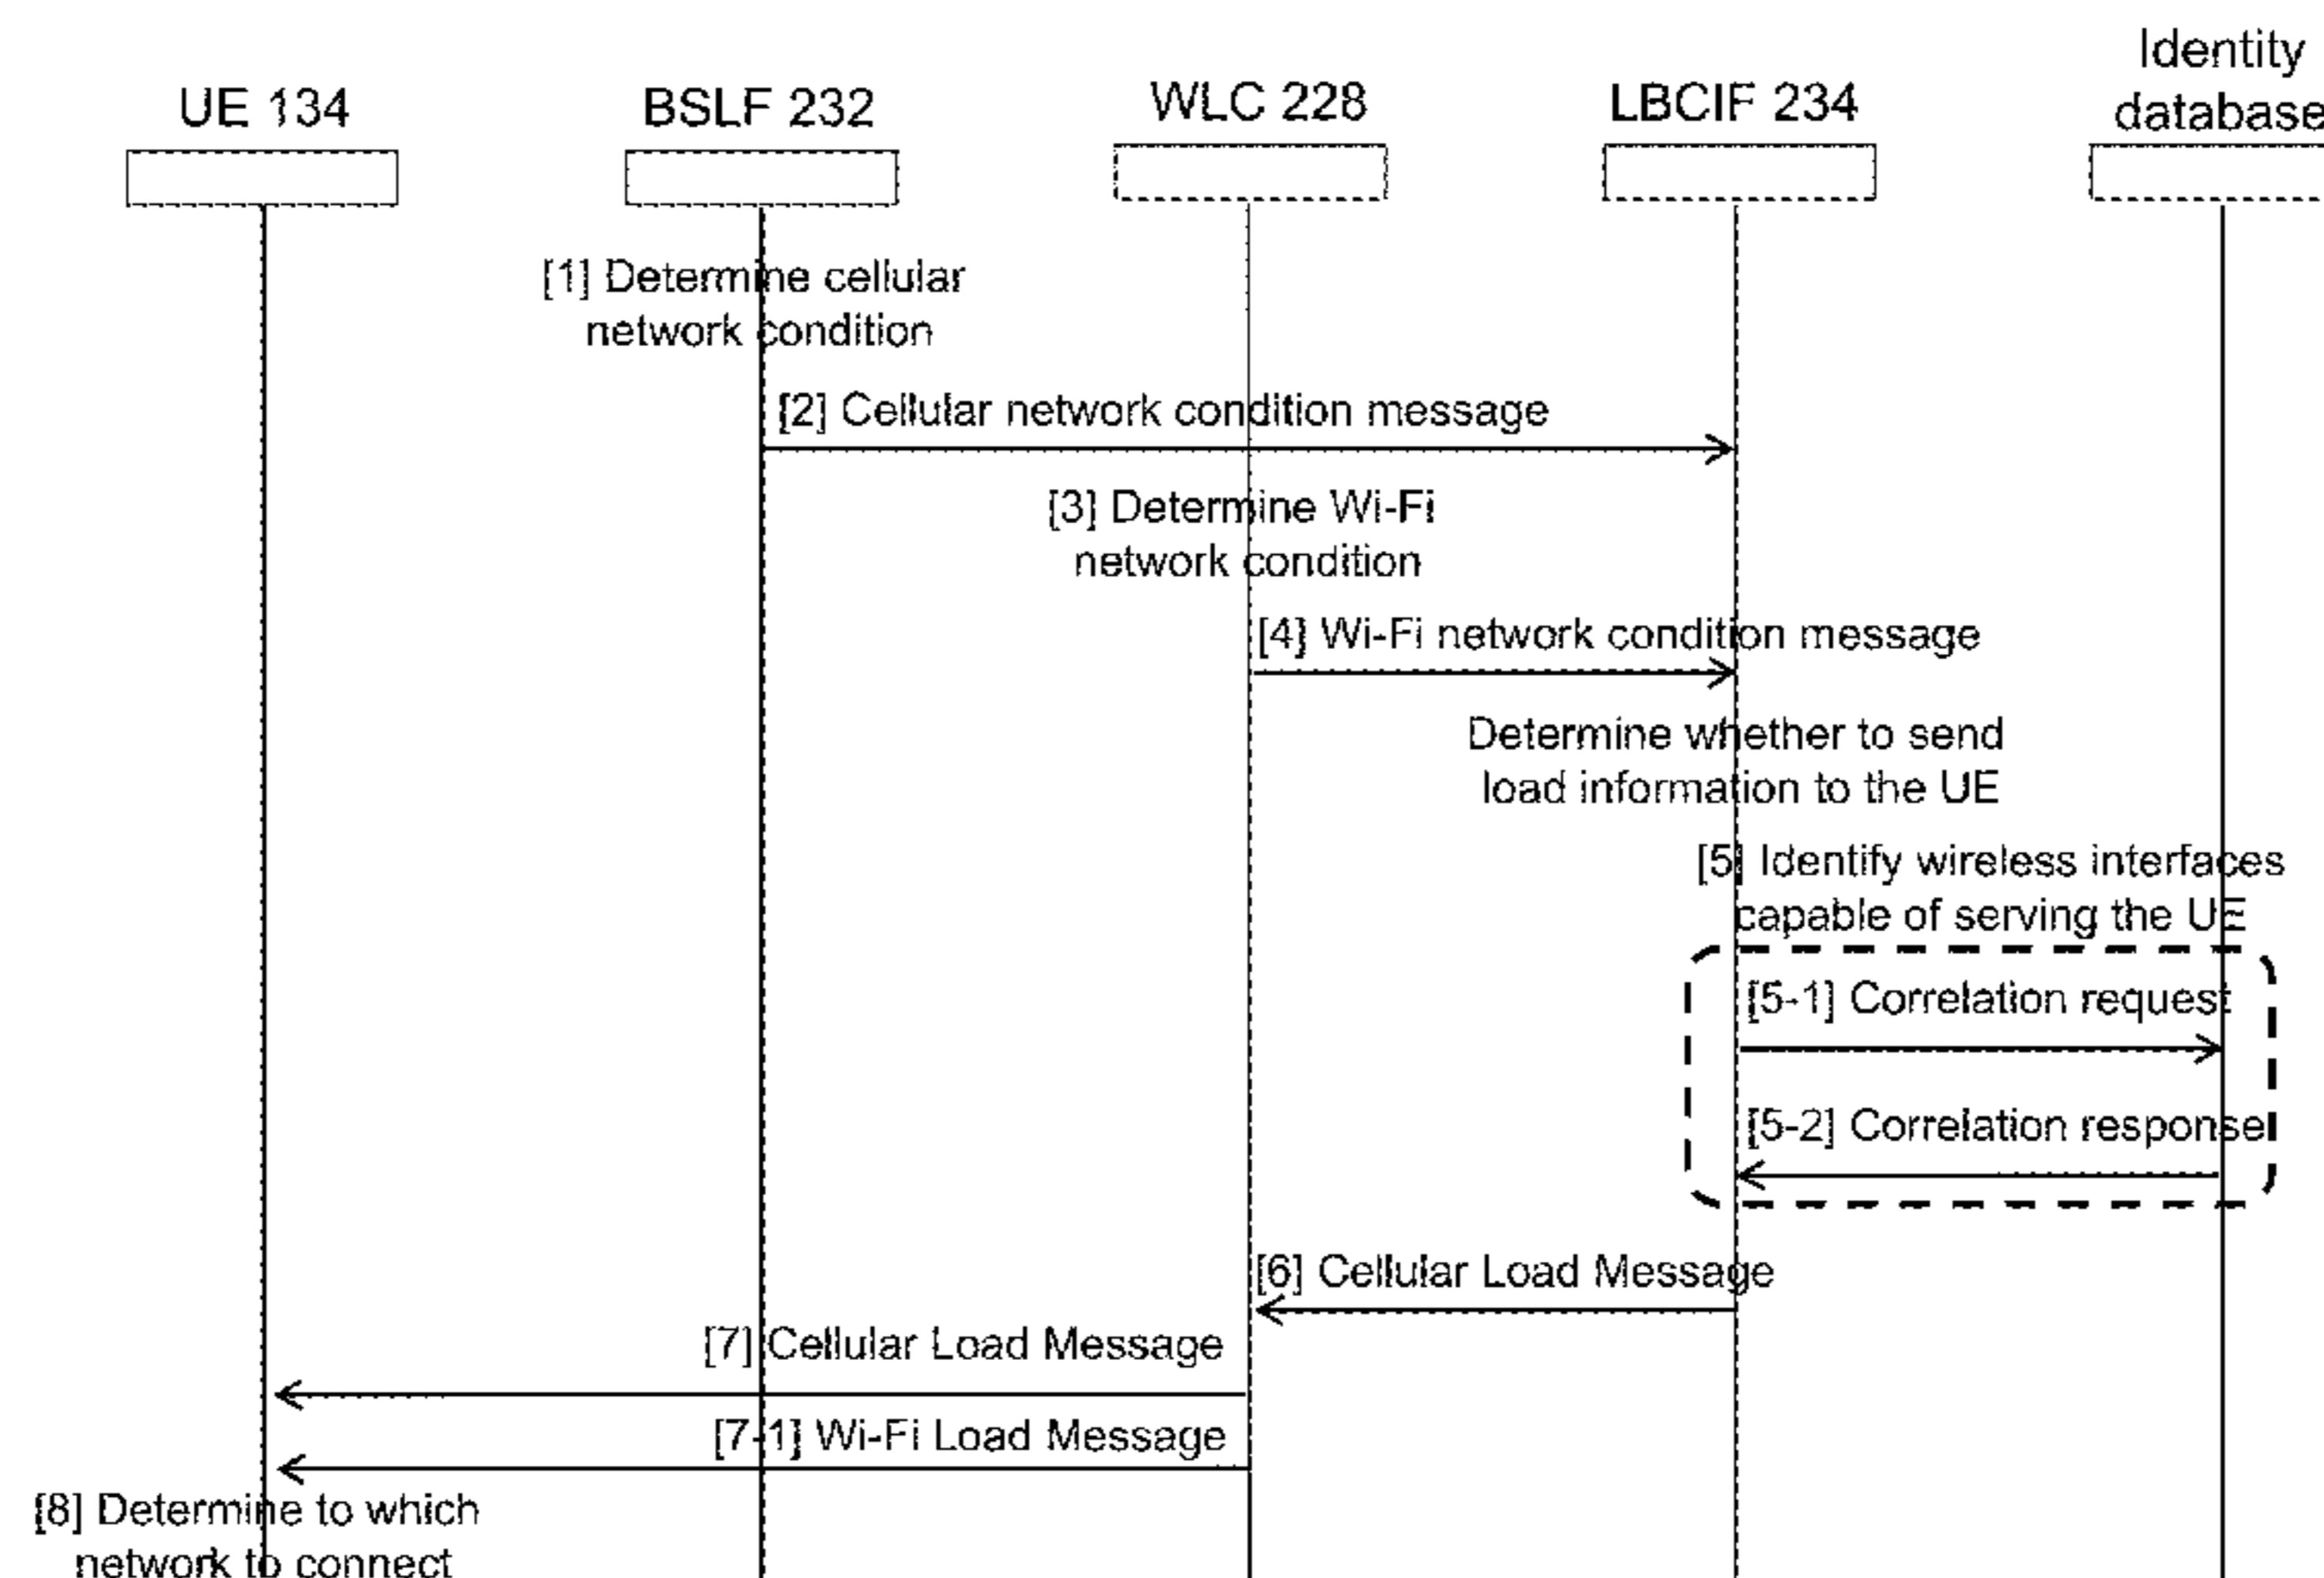 UE 134
BSLF 232
WLC 228
LBCIF 234
Identity
database
[1] Determine cellular
network condition
[2] Cellular network condition message
[3] Determine Wi-Fi
network condition
[4] Wi-Fi network condition message
Determine whether to send
load information to the UE
[5] Identify wireless interfaces
capable of serving the UE
[5-1] Correlation request
[5-2] Correlation response
[6] Cellular Load Message
[7] Cellular Load Message
[7-1] Wi-Fi Load Message
[8] Determine to which
network to connect